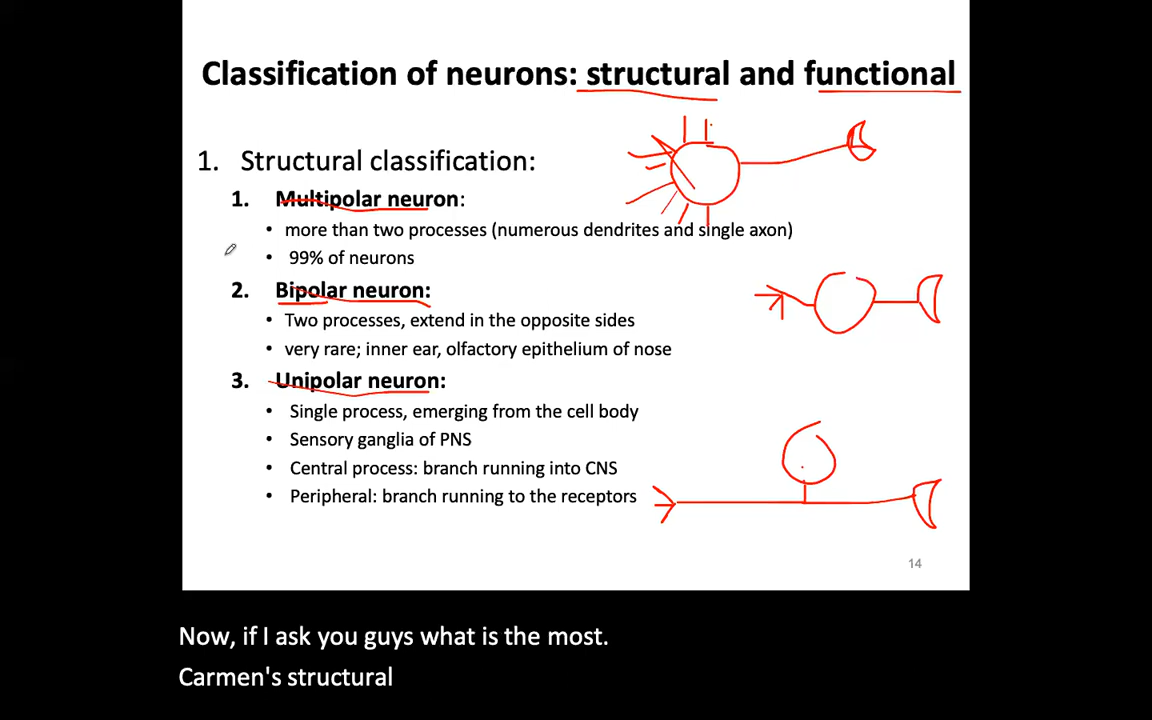 Classification of neurons: structural and functional
1. Structural classification:
1. Multipolar neuron:
• more than two processes (numerous dendrites and single axon)
• 99% of neurons
2. Bipolar neuron:
• Two processes, extend in the opposite sides
• very rare; inner ear, olfactory epithelium of nose
3. Unipolar neuron:
• Single process, emerging from the cell body
• Sensory ganglia of PNS
• Central process: branch running into CNS
• Peripheral: branch running to the receptors
14
Now, if I ask you guys what is the most.
Carmen's structural